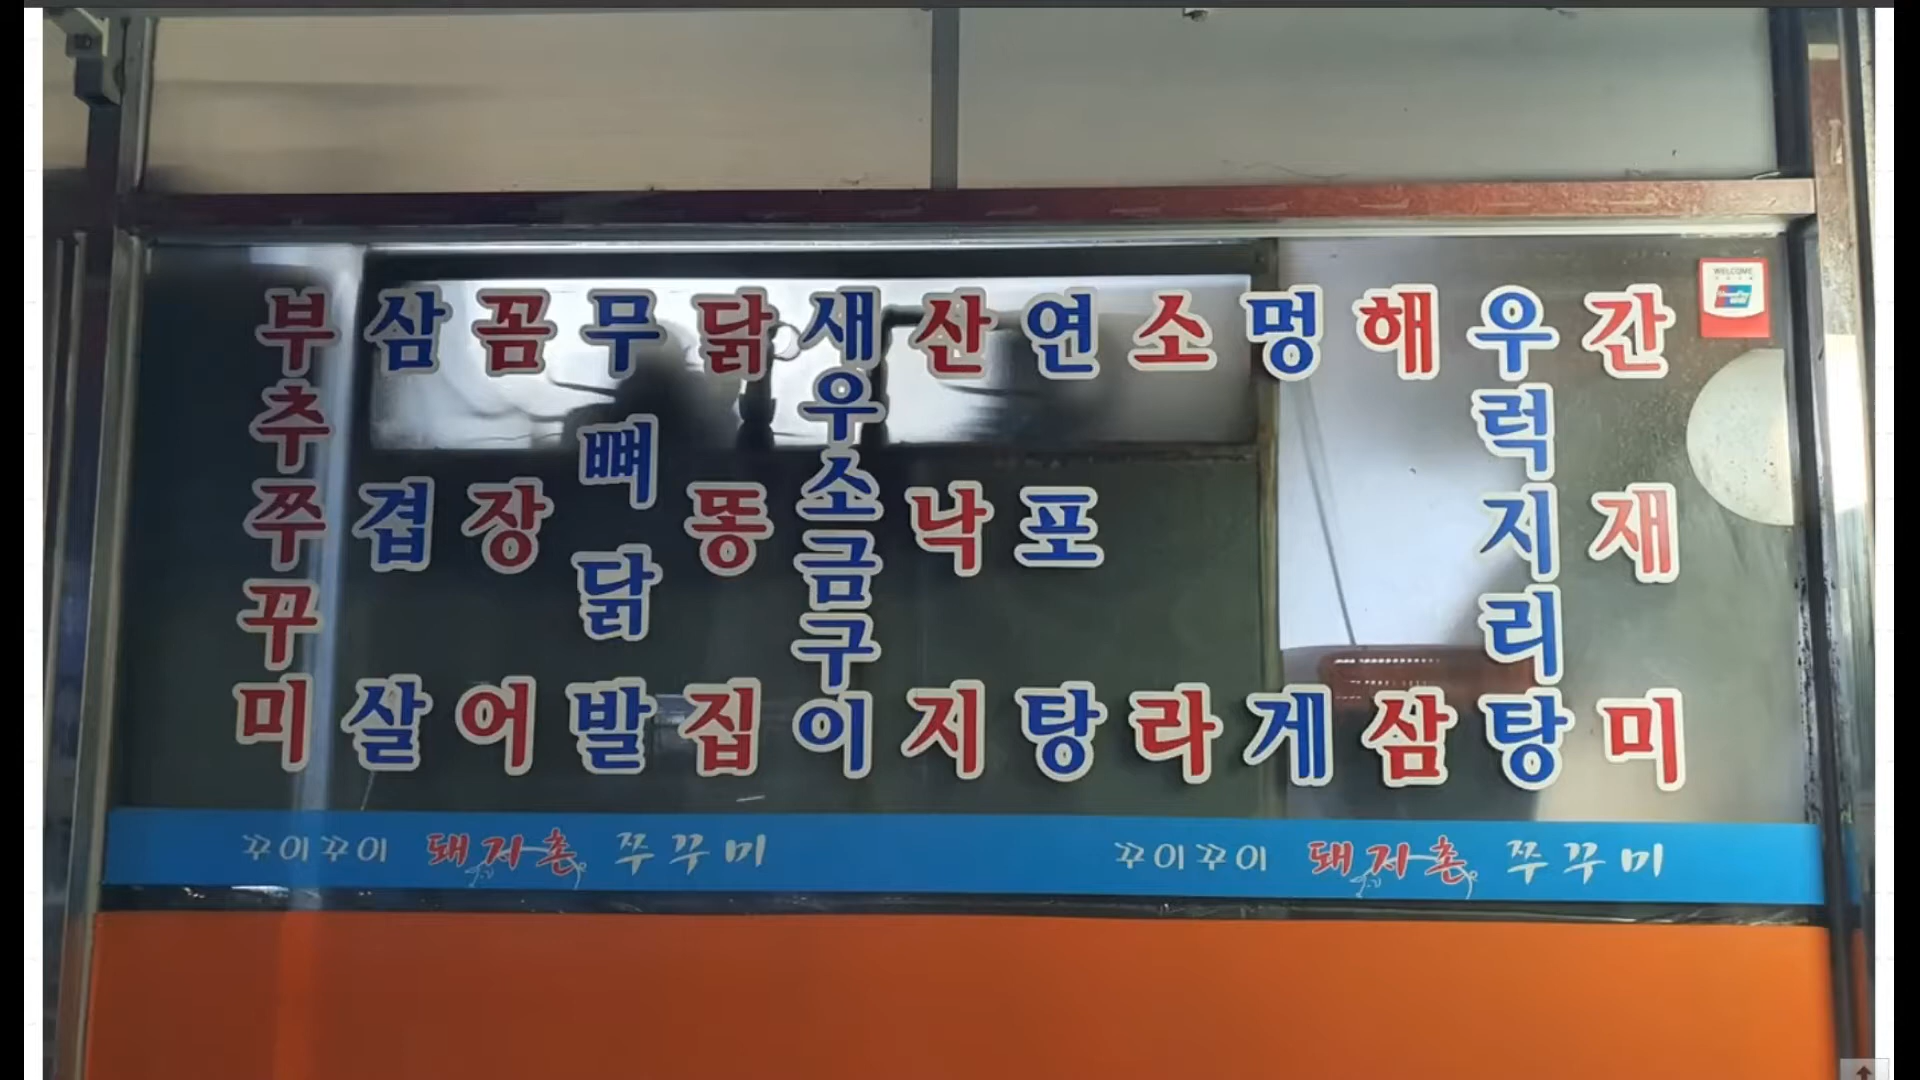 부추쭈꾸미
삼겹살
꼼장어
무뼈닭발
닭똥집
새우소금구이
산낙지
연포탕
소라
멍게
해삼
우럭지리탕
간재미
WELCOME
UnionPay
꾸이꾸이 돼지촌 쭈꾸미
꾸이꾸이 돼지촌 쭈꾸미